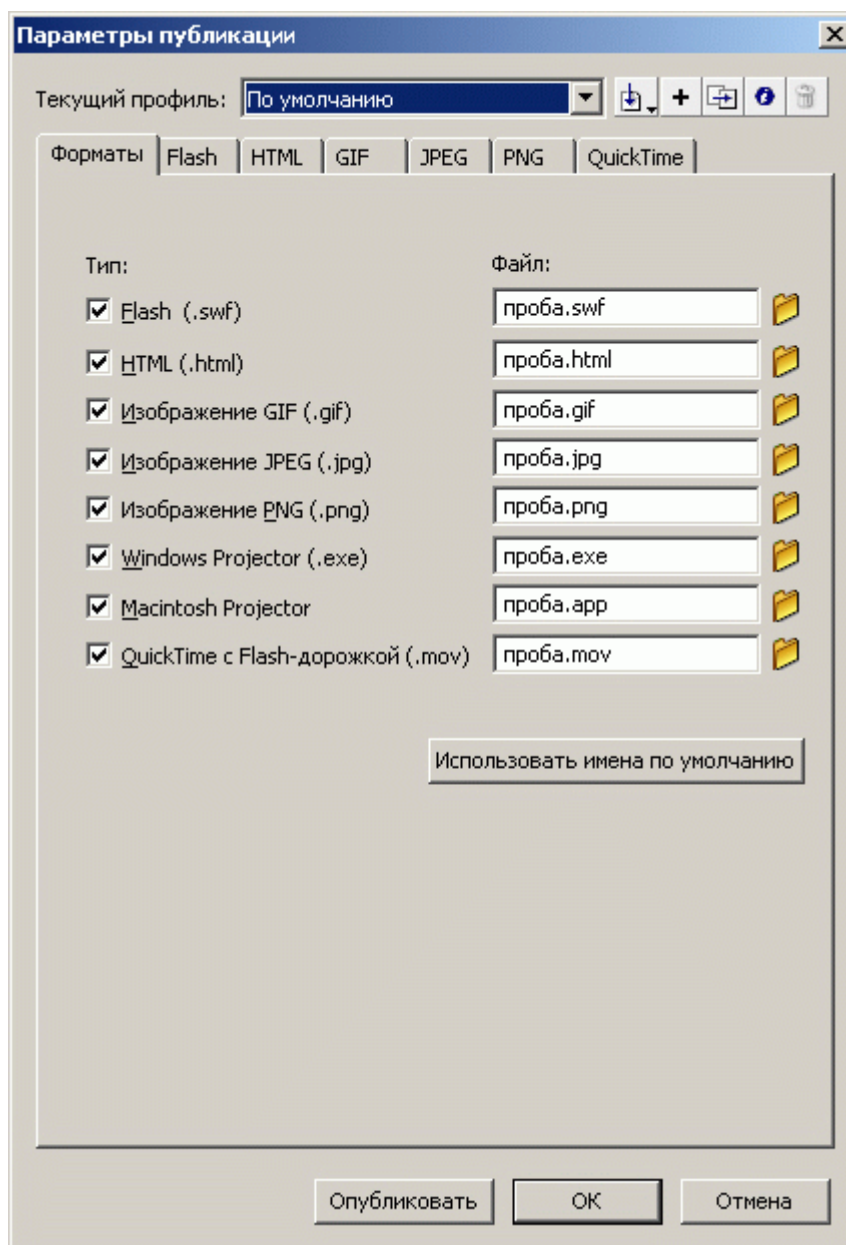 Параметры публикации
Текущий профиль: По умолчанию
Форматы Flash HTML GIF JPEG PNG QuickTime
Тип: Файл:
Flash (.swf) проба.swf
HTML (.html) проба.html
Изображение GIF (.gif) проба.gif
Изображение JPEG (.jpg) проба.jpg
Изображение PNG (.png) проба.png
Windows Projector (.exe) проба.exe
Macintosh Projector проба.app
QuickTime с Flash-дорожкой (.mov) проба.mov
Использовать имена по умолчанию
Опубликовать OK Отмена